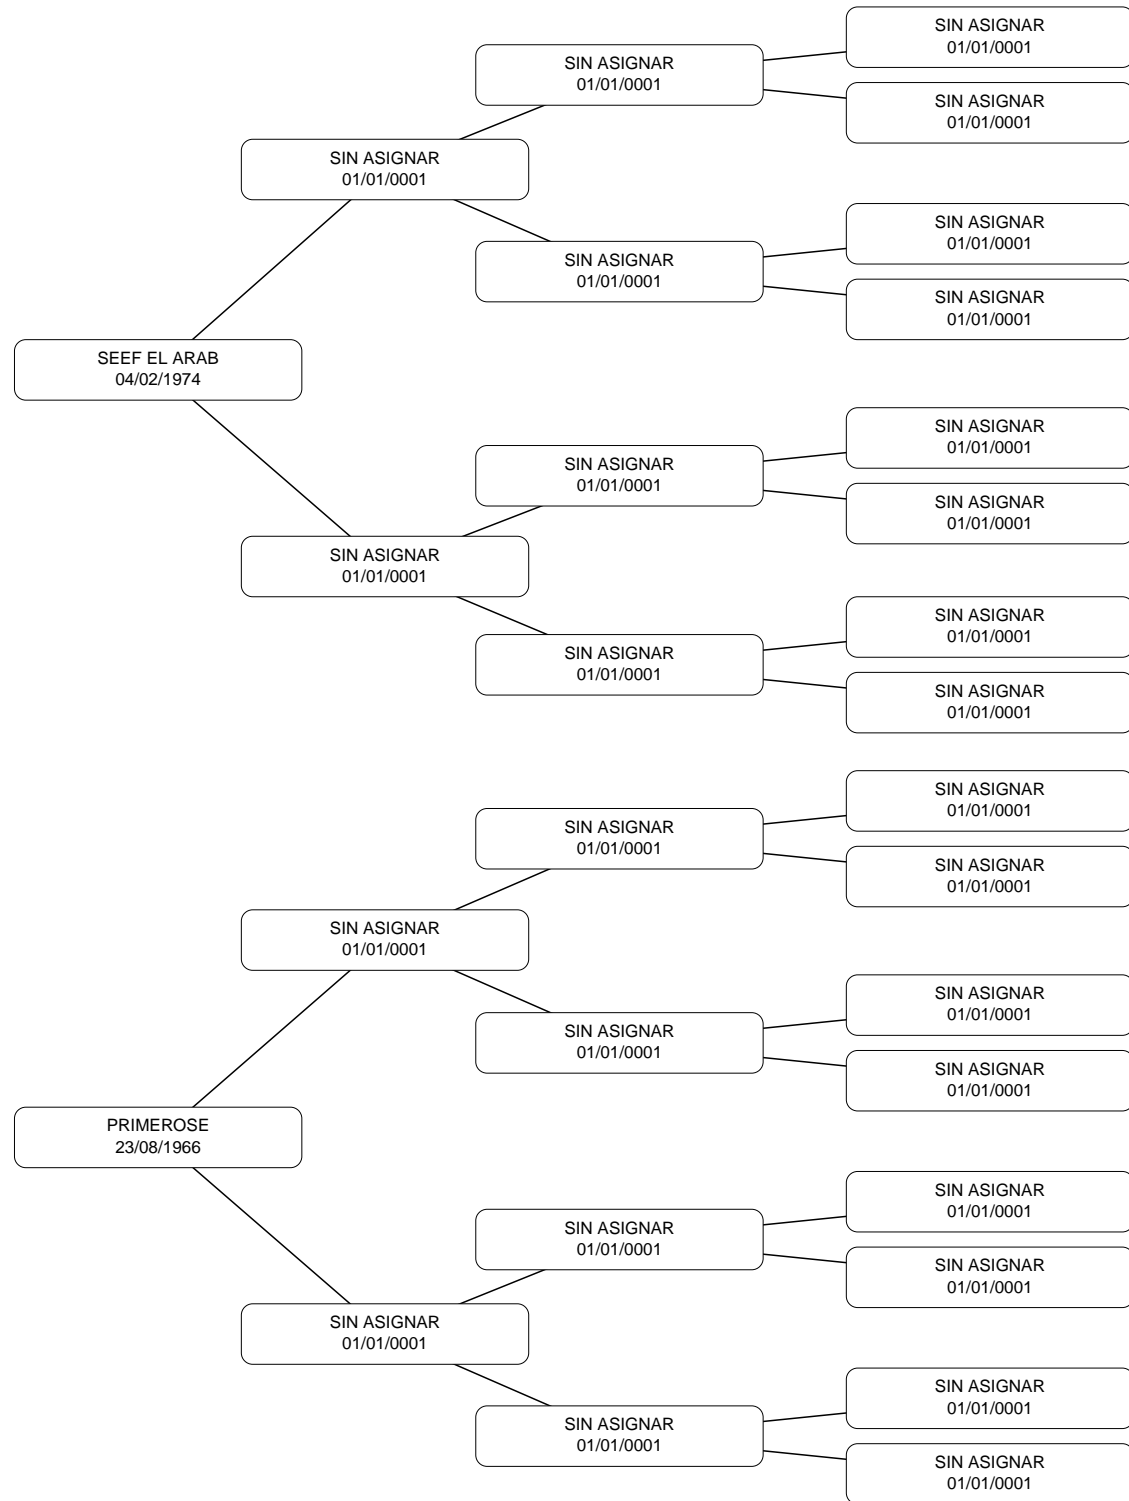 SIN ASIGNAR
01/01/0001
SIN ASIGNAR
01/01/0001
SIN ASIGNAR
01/01/0001
SIN ASIGNAR
01/01/0001
SIN ASIGNAR
01/01/0001
SIN ASIGNAR
01/01/0001
SIN ASIGNAR
01/01/0001
SEEF EL ARAB
04/02/1974
SIN ASIGNAR
01/01/0001
SIN ASIGNAR
01/01/0001
SIN ASIGNAR
01/01/0001
SIN ASIGNAR
01/01/0001
SIN ASIGNAR
01/01/0001
SIN ASIGNAR
01/01/0001
SIN ASIGNAR
01/01/0001
SIN ASIGNAR
01/01/0001
SIN ASIGNAR
01/01/0001
SIN ASIGNAR
01/01/0001
SIN ASIGNAR
01/01/0001
SIN ASIGNAR
01/01/0001
SIN ASIGNAR
01/01/0001
SIN ASIGNAR
01/01/0001
PRIMEROSE
23/08/1966
SIN ASIGNAR
01/01/0001
SIN ASIGNAR
01/01/0001
SIN ASIGNAR
01/01/0001
SIN ASIGNAR
01/01/0001
SIN ASIGNAR
01/01/0001
SIN ASIGNAR
01/01/0001
SIN ASIGNAR
01/01/0001